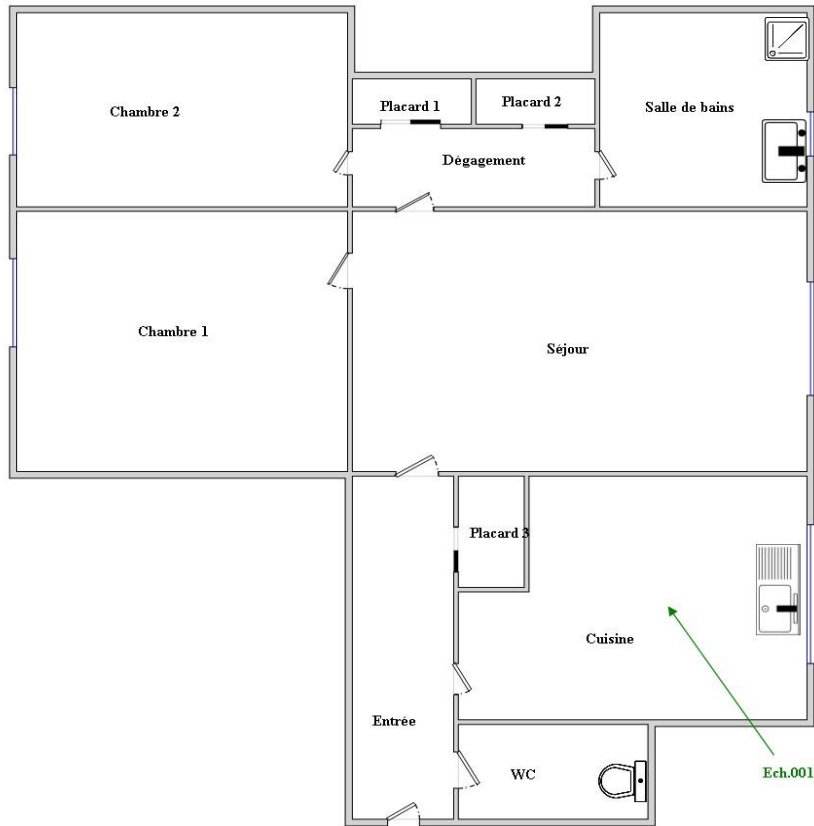 Chambre 2
Placard 1
Placard 2
Salle de bains
Dégagement
Chambre 1
Séjour
Placard 3
Cuisine
Entrée
WC
Ech.001